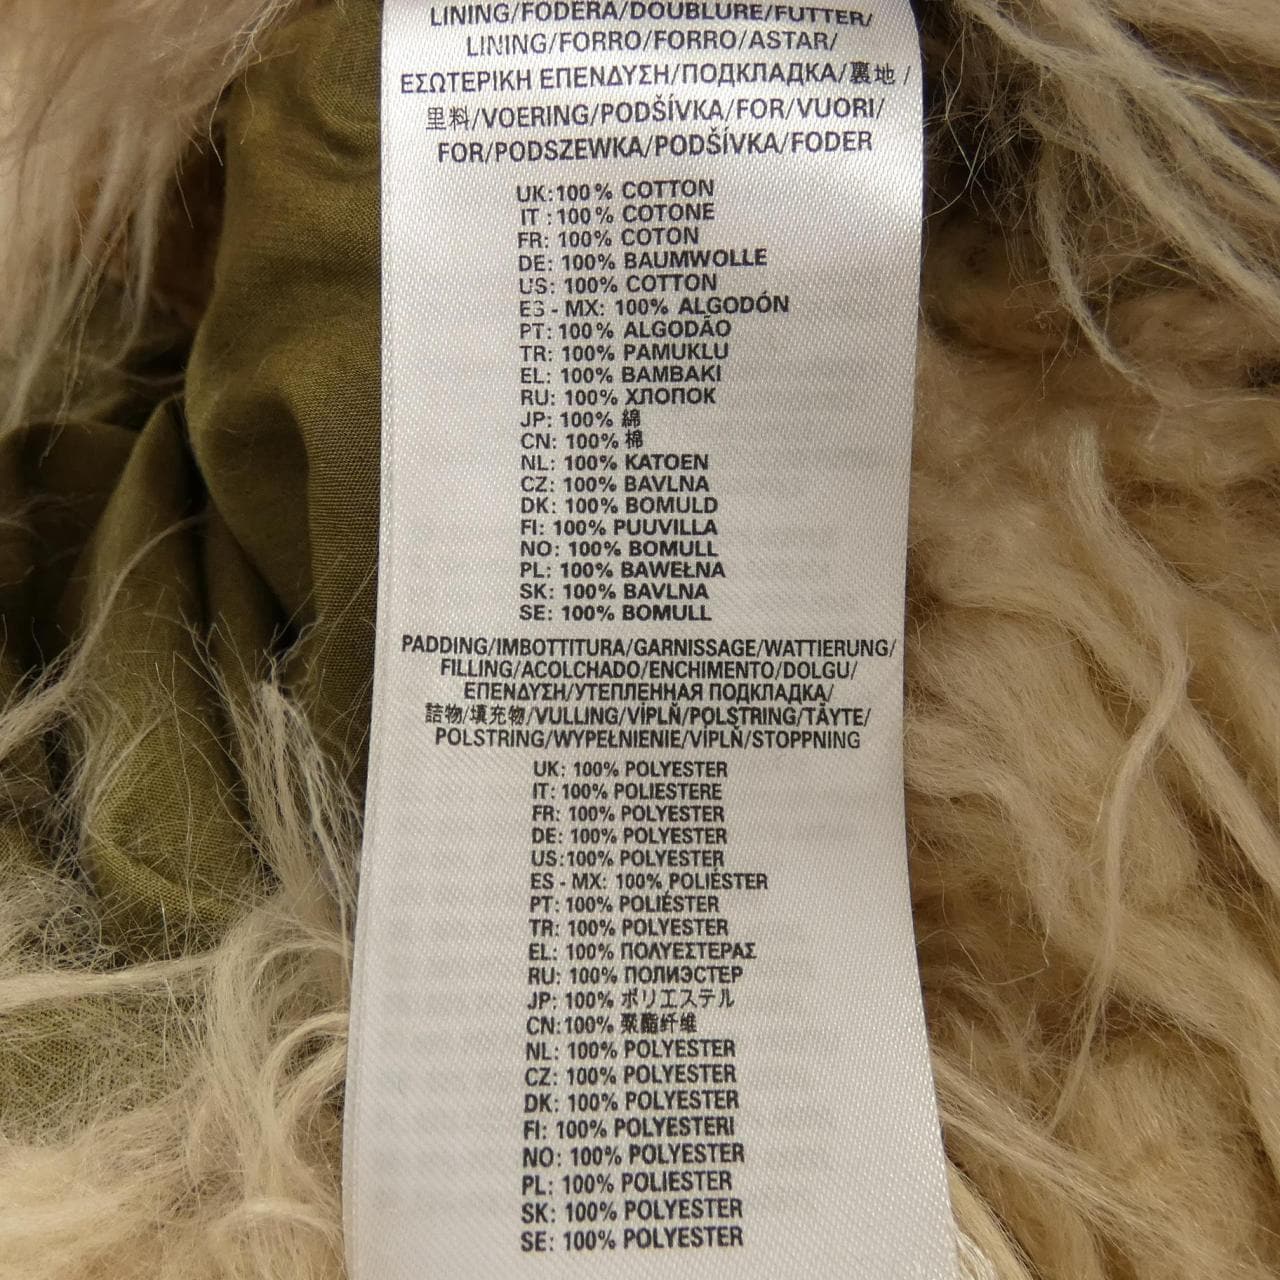 LINING/FODERA/DOUBLURE/FUTTER/
LINING/FORRO/FORRO/ASTAR/
ΕΣΩΤΕΡΙΚΗ ΕΠΕΝΔΥΣΗ/ПОДКЛАДКА/裏地/
里料/VOERING/PODŠÍVKA/FOR/VUORI/
FOR/PODSZEWKA/PODŠÍVKA/FODER
UK:100% COTTON
IT :100% COTONE
FR: 100% COTON
DE: 100% BAUMWOLLE
US: 100% COTTON
ES - MX: 100% ALGODÓN
PT: 100% ALGODÃO
TR: 100% PAMUKLU
EL: 100% ΒΑΜΒΑΚΙ
RU: 100% ХЛОПОК
JP: 100% 綿
CN: 100% 棉
NL: 100% KATOEN
CZ: 100% BAVLNA
DK: 100% BOMULD
FI: 100% PUUVILLA
NO: 100% BOMULL
PL: 100% BAWEŁNA
SK: 100% BAVLNA
SE: 100% BOMULL
PADDING/IMBOTTITURA/GARNISSAGE/WATTIERUNG/
FILLING/ACOLCHADO/ENCHIMENTO/DOLGU/
ΕΠΕΝΔΥΣΗ/УТЕПЛЕННАЯ ПОДКЛАДКА/
詰物/填充物/VULLING/VÍPLŇ/POLSTRING/TÄYTE/
POLSTRING/WYPEŁNIENIE/VÍPLŇ/STOPPNING
UK: 100% POLYESTER
IT: 100% POLIESTERE
FR: 100% POLYESTER
DE: 100% POLYESTER
US:100% POLYESTER
ES - MX: 100% POLIÉSTER
PT: 100% POLIÉSTER
TR: 100% POLYESTER
EL: 100% ΠΟΛΥΕΣΤΕΡΑΣ
RU: 100% ПОЛИЭСТЕР
JP: 100% ポリエステル
CN:100% 聚酯纤维
NL: 100% POLYESTER
CZ: 100% POLYESTER
DK: 100% POLYESTER
FI: 100% POLYESTERI
NO: 100% POLYESTER
PL: 100% POLIESTER
SK: 100% POLYESTER
SE: 100% POLYESTER